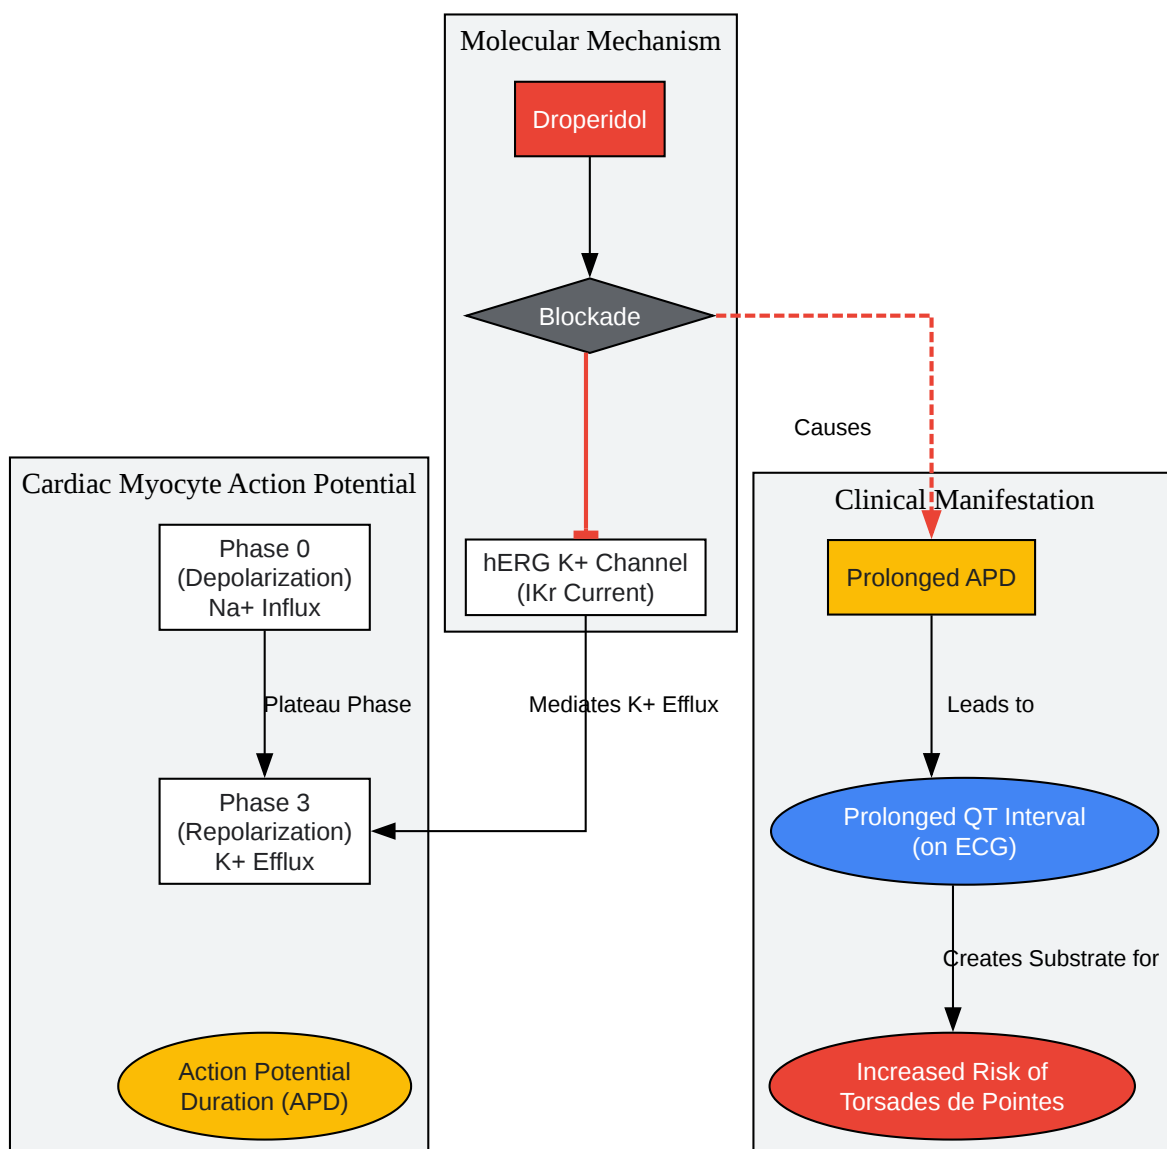 Molecular Mechanism
Droperidol
Blockade
Causes
Cardiac Myocyte Action Potential
Phase 0
(Depolarization)
Na+ Influx
hERG K+ Channel
(IKr Current)
Clinical Manifestation
Prolonged APD
Plateau Phase
Mediates K+ Efflux
Leads to
Phase 3
(Repolarization)
K+ Efflux
Prolonged QT Interval
(on ECG)
Creates Substrate for
Action Potential
Duration (APD)
Increased Risk of
Torsades de Pointes